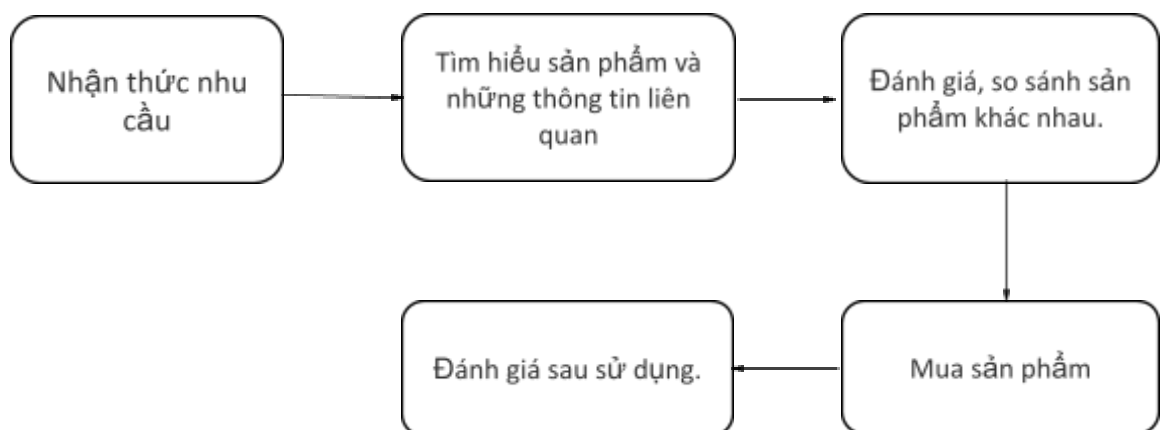 Nhận thức nhu
cầu
Tìm hiểu sản phẩm và
những thông tin liên
quan
Đánh giá, so sánh sản
phẩm khác nhau.
Mua sản phẩm
Đánh giá sau sử dụng.